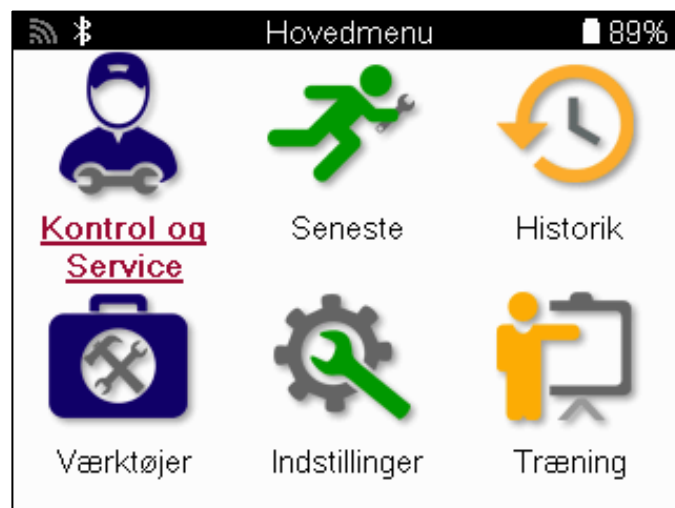 Hovedmenu 89%
Kontrol og
Service
Seneste
Historik
Værktøjer
Indstillinger
Træning